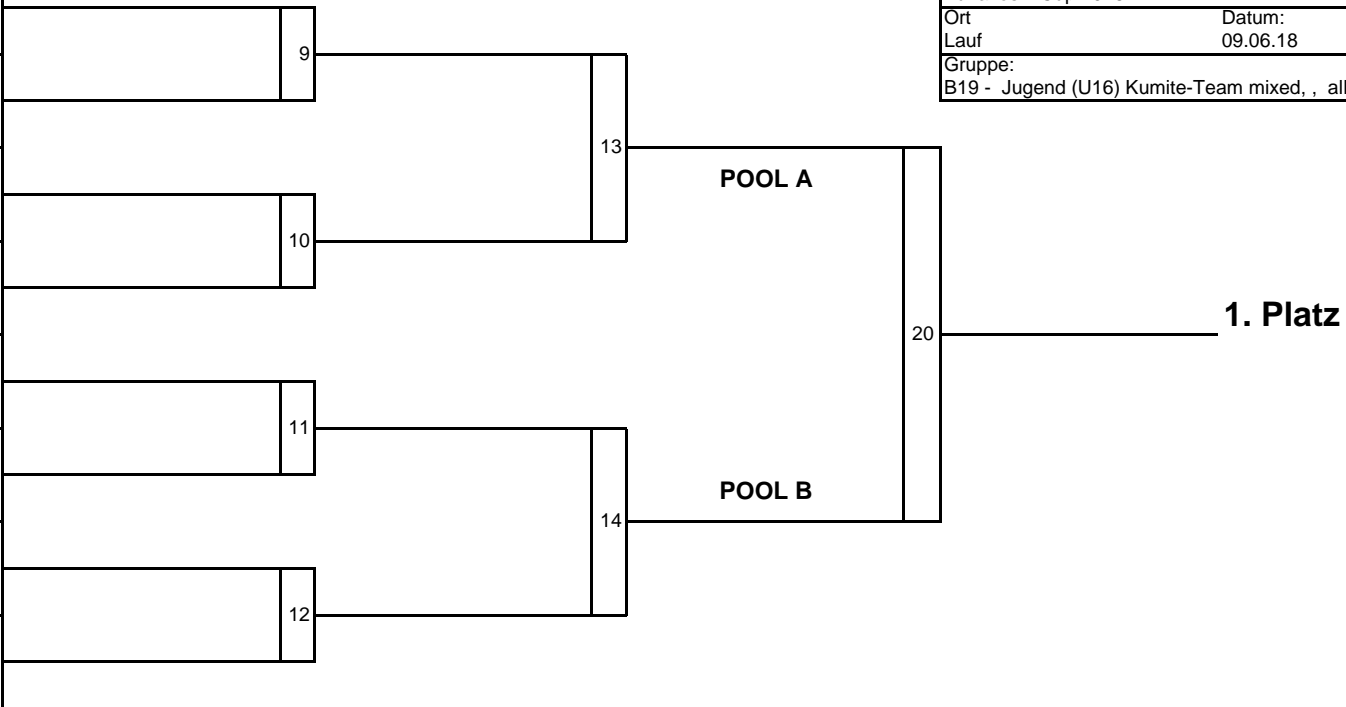 Ort Datum:
Lauf 09.06.18
Gruppe:
B19 - Jugend (U16) Kumite-Team mixed, , all
9
13
POOL A
10
1. Platz
20
11
POOL B
14
12